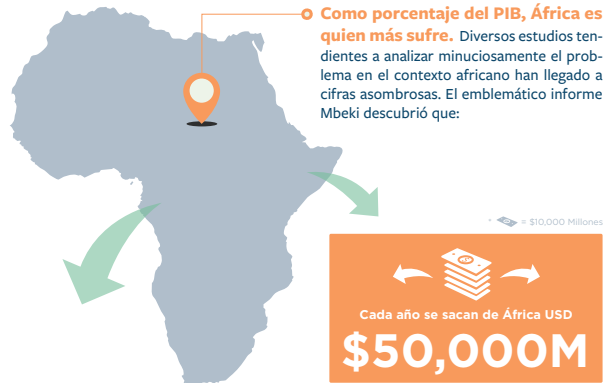 Como porcentaje del PIB, África es
quien más sufre. Diversos estudios ten-
dientes a analizar minuciosamente el prob-
lema en el contexto africano han llegado a
cifras asombrosas. El emblemático informe
Mbeki descubrió que:
* = $10,000 Millones
Cada año se sacan de África USD
$50,000M